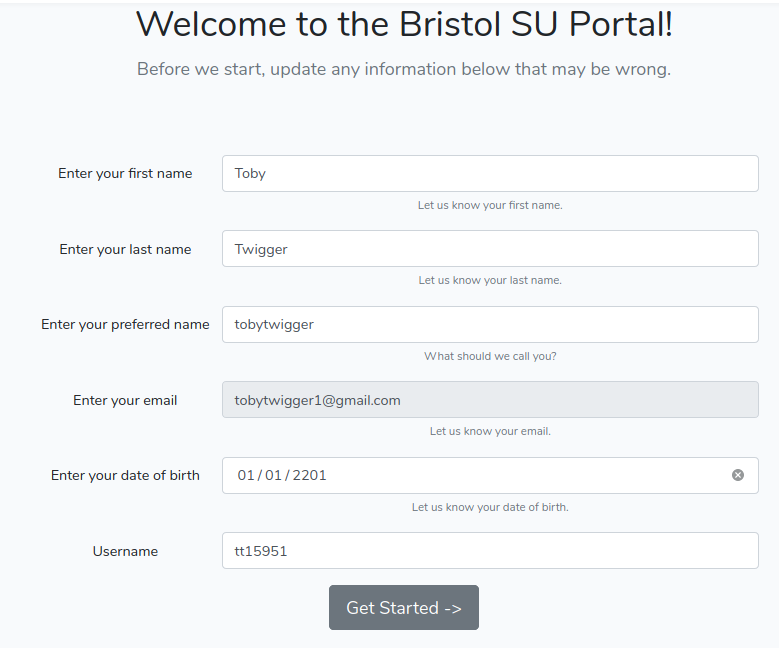 Welcome to the Bristol SU Portal!
Before we start, update any information below that may be wrong.
Enter your first name
Toby
Let us know your first name.
Enter your last name
Twigger
Let us know your last name.
Enter your preferred name
tobytwigger
What should we call you?
Enter your email
tobytwigger1@gmail.com
Let us know your email.
Enter your date of birth
01 / 01 / 2201
Let us know your date of birth.
Username
tt15951
Get Started ->